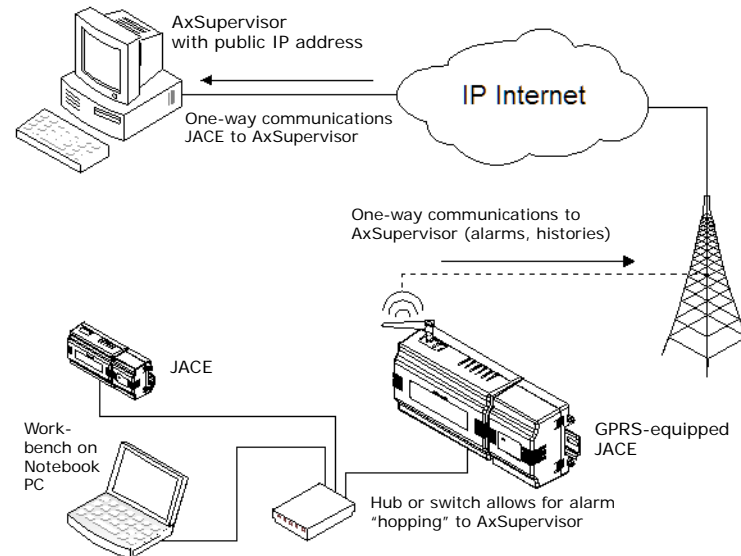 AxSupervisor
with public IP address
IP Internet
One-way communications
JACE to AxSupervisor
One-way communications to
AxSupervisor (alarms, histories)
JACE
GPRS-equipped
JACE
Work-
bench on
Notebook
PC
Hub or switch allows for alarm
“hopping” to AxSupervisor